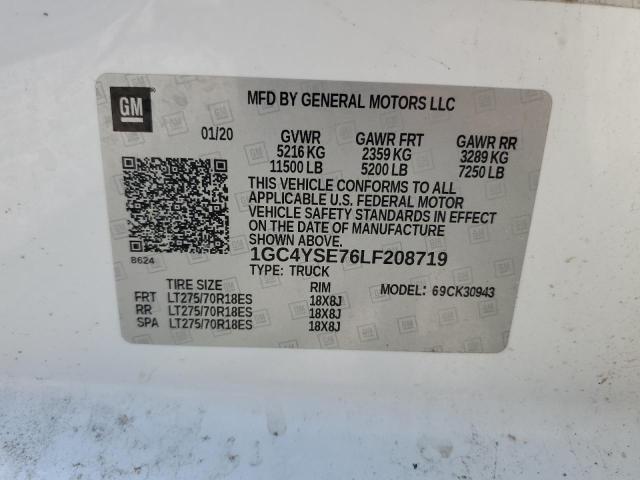 GM
MFD BY GENERAL MOTORS LLC
01/20 GVWR GAWR FRT GAWR RR
5216 KG 2359 KG 3289 KG
11500 LB 5200 LB 7250 LB
THIS VEHICLE CONFORMS TO ALL
APPLICABLE U.S. FEDERAL MOTOR
VEHICLE SAFETY STANDARDS IN EFFECT
ON THE DATE OF MANUFACTURE
SHOWN ABOVE.
8624
1GC4YSE76LF208719
TYPE: TRUCK
TIRE SIZE RIM MODEL: 69CK30943
FRT LT275/70R18ES 18X8J
RR LT275/70R18ES 18X8J
SPA LT275/70R18ES 18X8J